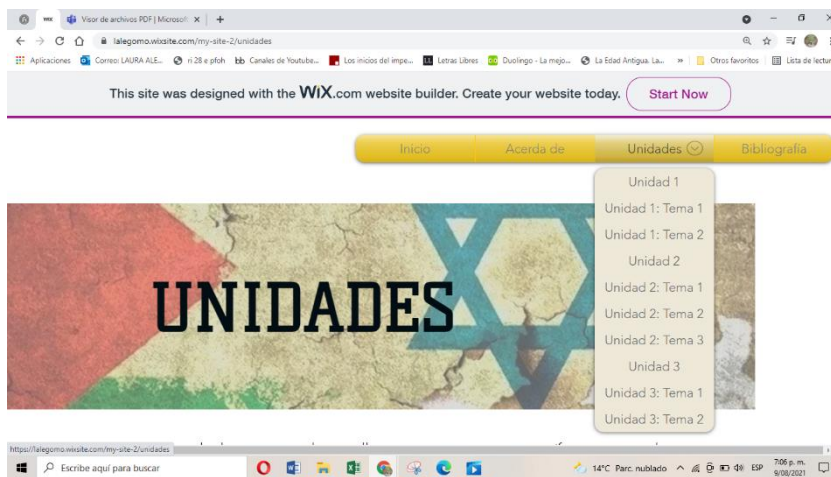 WiX Visor de archivos PDF | Microsof
lalegomo.wixsite.com/my-site-2/unidades
Aplicaciones Correo: LAURA ALE... ri 28 e pfoh bb Canales de Youtube... Los inicios del impe... Letras Libres Duolingo - La mejo... La Edad Antigua. La... » Otros favoritos Lista de lectur
This site was designed with the WiX.com website builder. Create your website today. Start Now
Inicio Acerda de Unidades Bibliografía
Unidad 1
Unidad 1: Tema 1
Unidad 1: Tema 2
Unidad 2
Unidad 2: Tema 1
Unidad 2: Tema 2
Unidad 2: Tema 3
Unidad 3
Unidad 3: Tema 1
Unidad 3: Tema 2
UNIDADES
https://lalegomo.wixsite.com/my-site-2/unidades
Escribe aquí para buscar 14°C Parc. nublado ESP 7:06 p. m.
9/08/2021